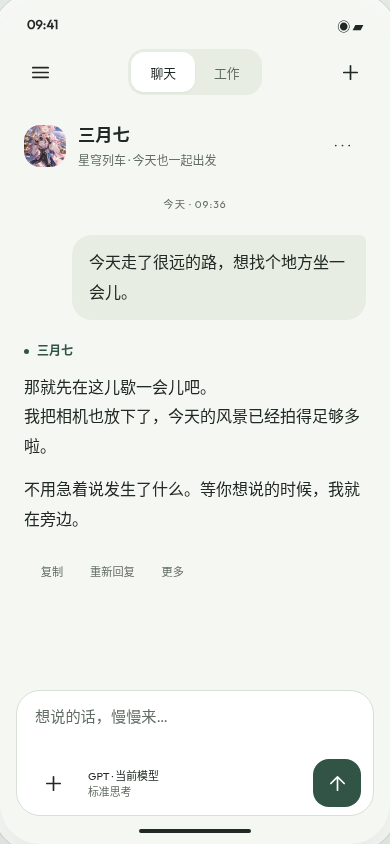 09:41
聊天
工作
三月七
星穹列车·今天也一起出发
...
今天 · 09:36
今天走了很远的路，想找个地方坐一
会儿。
三月七
那就先在这儿歇一会儿吧。
我把相机也放下了，今天的风景已经拍得足够多
啦。
不用急着说发生了什么。等你想说的时候，我就
在旁边。
复制
重新回复
更多
想说的话，慢慢来...
GPT·当前模型
标准思考